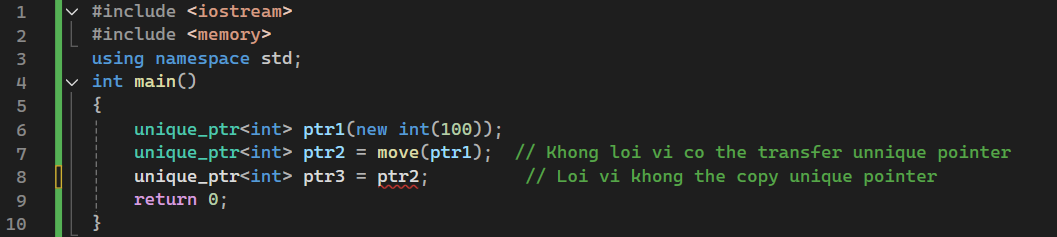 1 #include <iostream>
2 #include <memory>
3 using namespace std;
4 int main()
5 {
6 unique_ptr<int> ptr1(new int(100));
7 unique_ptr<int> ptr2 = move(ptr1); // Khong loi vi co the transfer unnique pointer
8 unique_ptr<int> ptr3 = ptr2; // Loi vi khong the copy unique pointer
9 return 0;
10 }